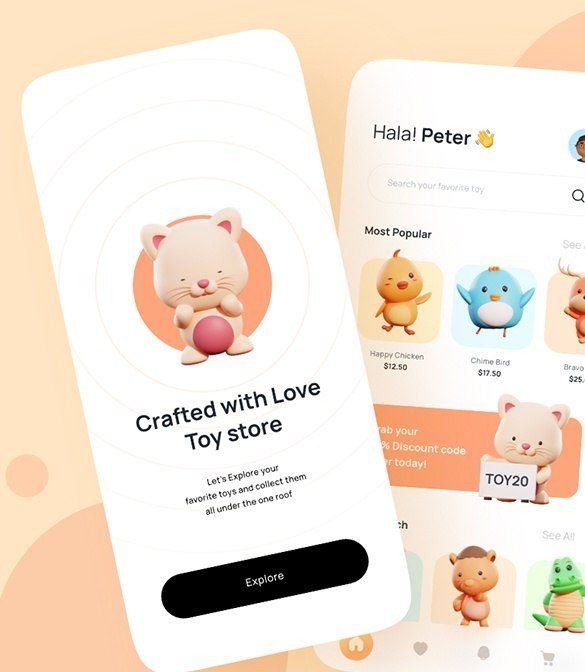 Crafted with Love
Toy store
Let's Explore your
favorite toys and collect them
all under the one roof
Explore
Hala! Peter 👋
Search your favorite toy
Most Popular
See
Happy Chicken
$12.50
Chime Bird
$17.50
Bravo
$25.
your
% Discount code
today!
TOY20
See All